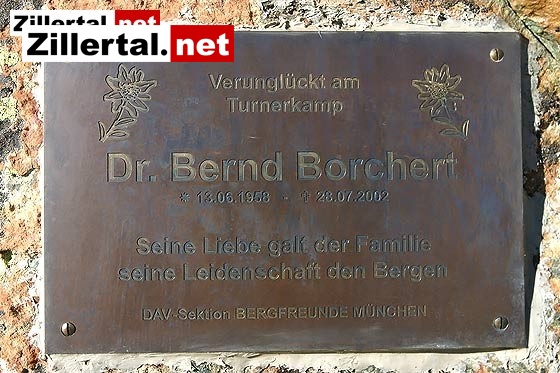 Zillertal.net
Zillertal.net
Verunglückt am
Turnerkamp
Dr. Bernd Borchert
* 13.06.1958 - † 28.07.2002
Seine Liebe galt der Familie
seine Leidenschaft den Bergen
DAV-Sektion BERGFREUNDE MÜNCHEN